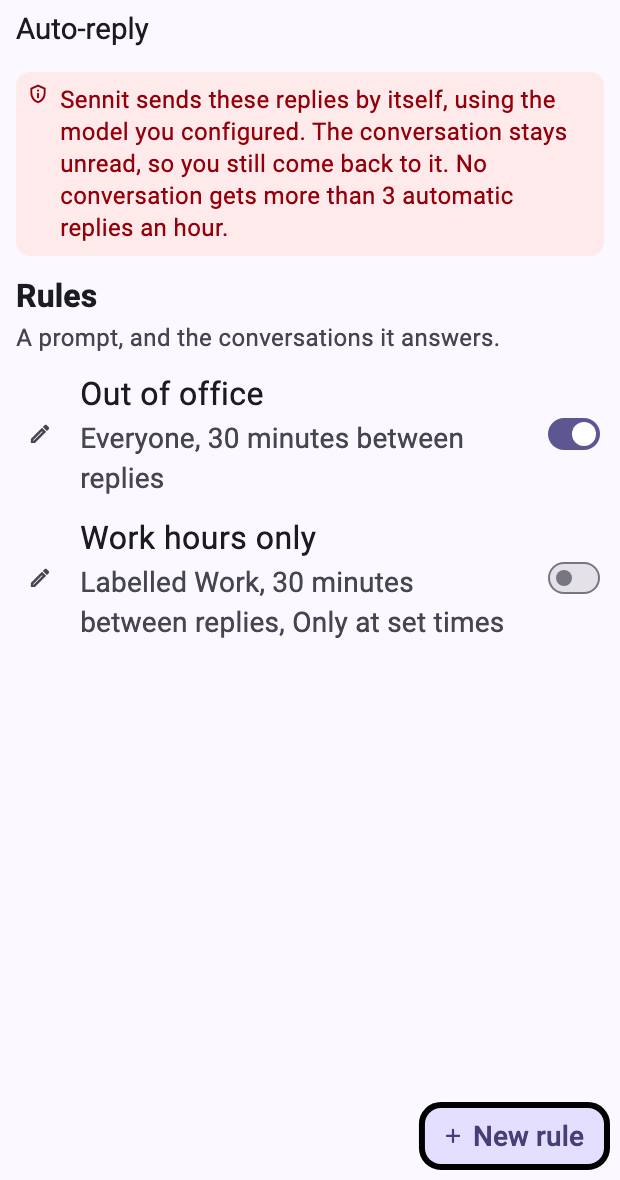 Auto-reply
Sennit sends these replies by itself, using the
model you configured. The conversation stays
unread, so you still come back to it. No
conversation gets more than 3 automatic
replies an hour.
Rules
A prompt, and the conversations it answers.
Out of office
Everyone, 30 minutes between
replies
Work hours only
Labelled Work, 30 minutes
between replies, Only at set times
+ New rule